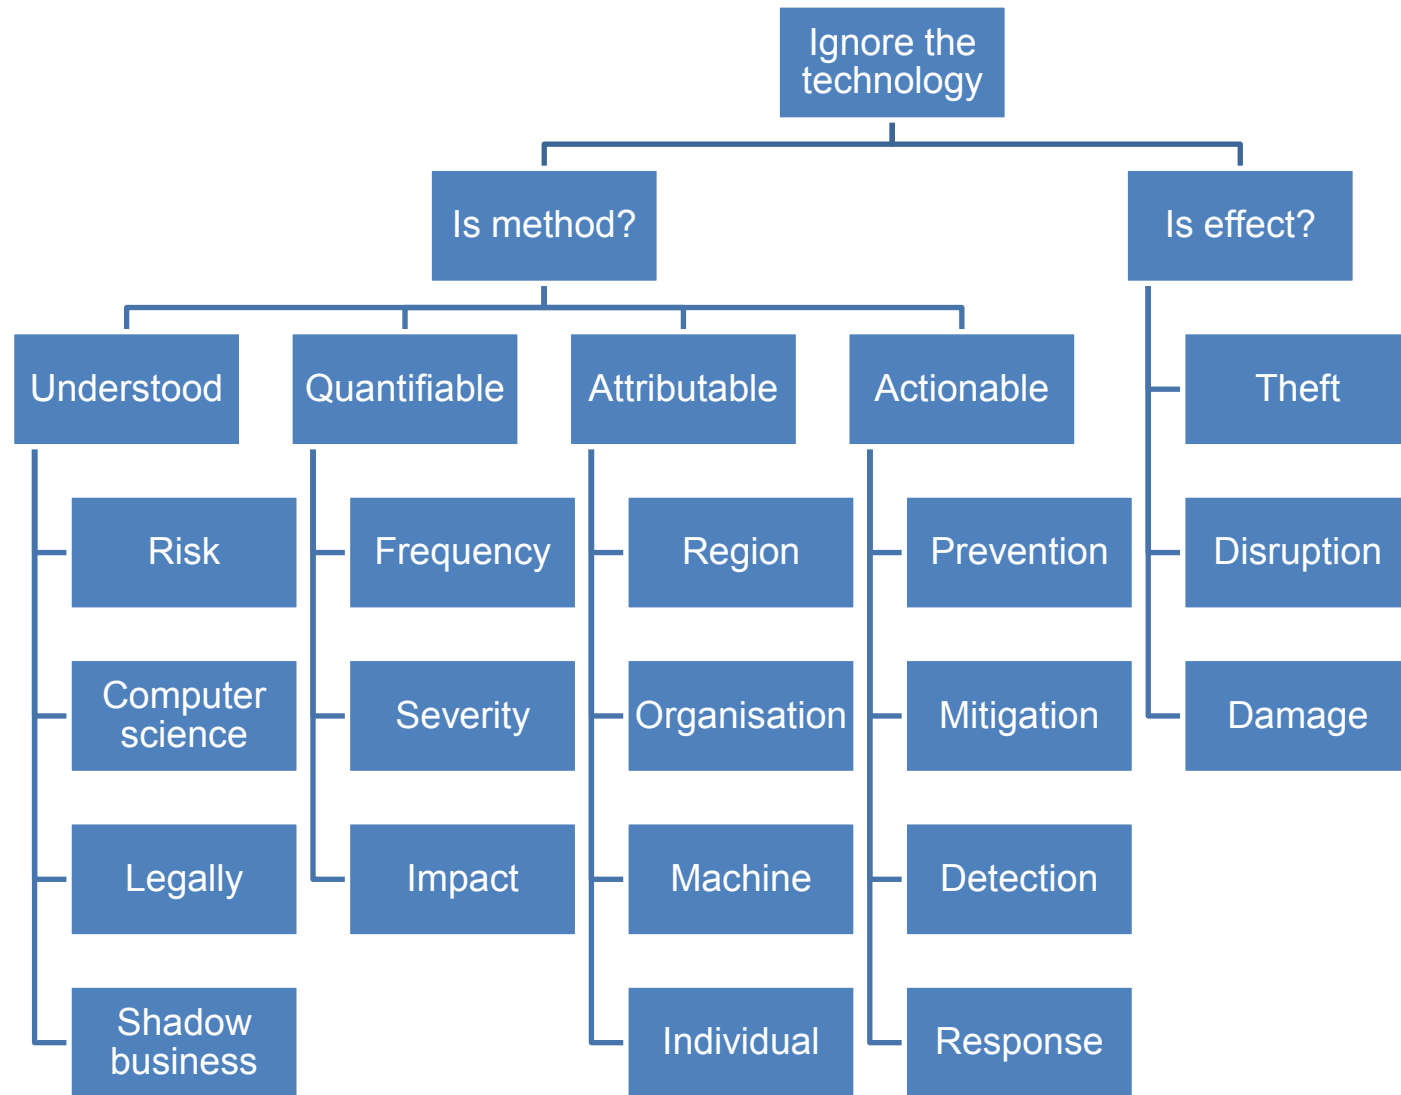 Ignore the
technology
Is method?
Is effect?
Understood
Quantifiable
Attributable
Actionable
Theft
Risk
Frequency
Region
Prevention
Disruption
Computer
science
Severity
Organisation
Mitigation
Damage
Legally
Impact
Machine
Detection
Shadow
business
Individual
Response